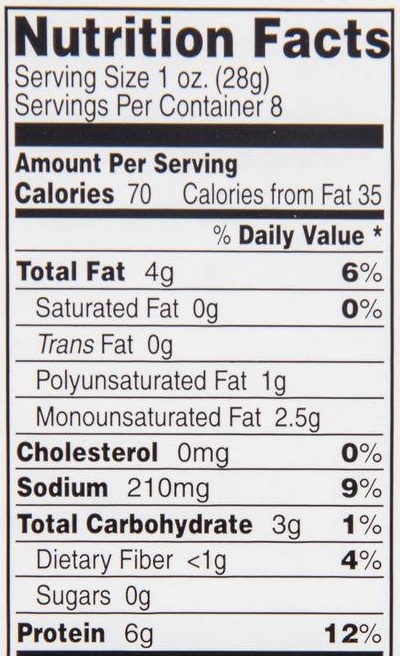 Nutrition Facts
Serving Size 1 oz. (28g)
Servings Per Container 8
Amount Per Serving
Calories 70 Calories from Fat 35
% Daily Value *
Total Fat 4g 6%
Saturated Fat 0g 0%
Trans Fat 0g
Polyunsaturated Fat 1g
Monounsaturated Fat 2.5g
Cholesterol 0mg 0%
Sodium 210mg 9%
Total Carbohydrate 3g 1%
Dietary Fiber <1g 4%
Sugars 0g
Protein 6g 12%